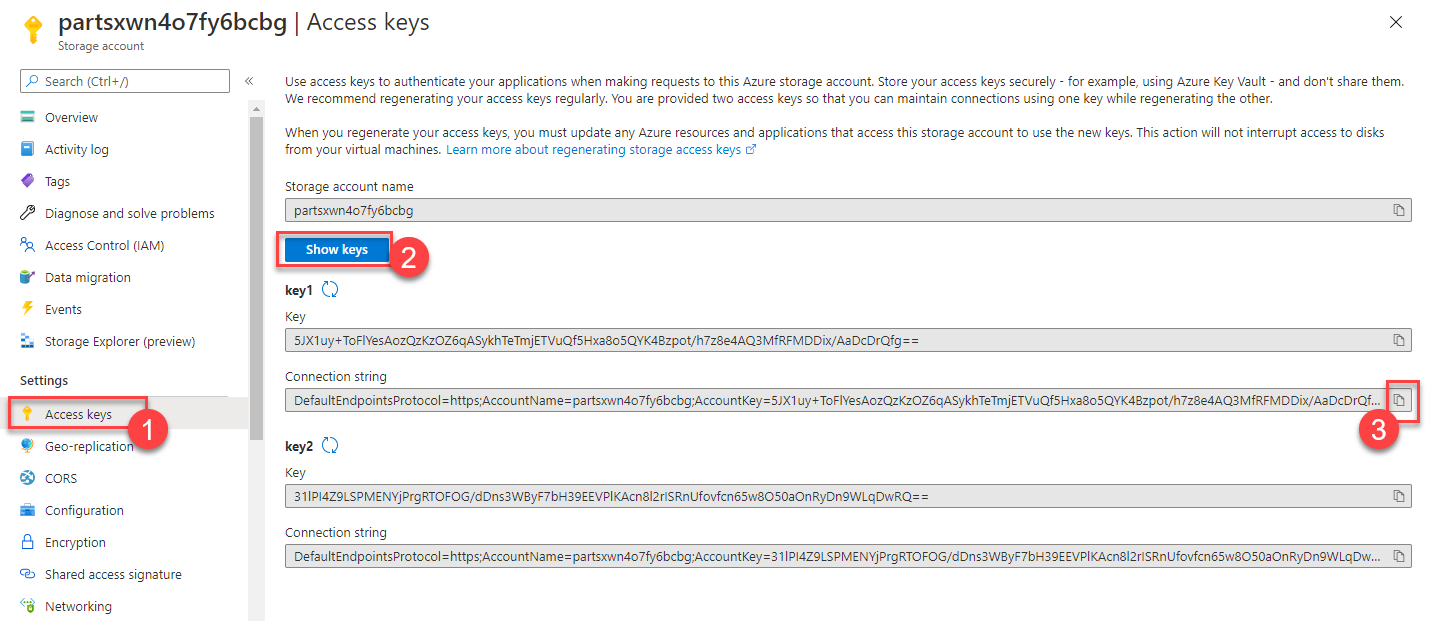 partsxwn4o7fy6bcbg | Access keys
Storage account
Search (Ctrl+/)
«
Overview
Activity log
Tags
Diagnose and solve problems
Access Control (IAM)
Data migration
Events
Storage Explorer (preview)
Settings
Access keys
1
Geo-replication
CORS
Configuration
Encryption
Shared access signature
Networking
Use access keys to authenticate your applications when making requests to this Azure storage account. Store your access keys securely - for example, using Azure Key Vault - and don't share them.
We recommend regenerating your access keys regularly. You are provided two access keys so that you can maintain connections using one key while regenerating the other.
When you regenerate your access keys, you must update any Azure resources and applications that access this storage account to use the new keys. This action will not interrupt access to disks
from your virtual machines. Learn more about regenerating storage access keys
Storage account name
partsxwn4o7fy6bcbg
Show keys
2
key1
Key
5JX1uy+ToFlYesAozQzKzOZ6qASykhTeTmjETVuQf5Hxa8o5QYK4Bzpot/h7z8e4AQ3MfRFMDDix/AaDcDrQfg==
Connection string
DefaultEndpointsProtocol=https;AccountName=partsxwn4o7fy6bcbg;AccountKey=5JX1uy+ToFlYesAozQzKzOZ6qASykhTeTmjETVuQf5Hxa8o5QYK4Bzpot/h7z8e4AQ3MfRFMDDix/AaDcDrQf...
3
key2
Key
31lPI4Z9LSPMENYjPrgRTOFOG/dDns3WByF7bH39EEVPlKAcn8l2rISRnUfovfcn65w8O50aOnRyDn9WLqDwRQ==
Connection string
DefaultEndpointsProtocol=https;AccountName=partsxwn4o7fy6bcbg;AccountKey=31lPI4Z9LSPMENYjPrgRTOFOG/dDns3WByF7bH39EEVPlKAcn8l2rISRnUfovfcn65w8O50aOnRyDn9WLqDw...